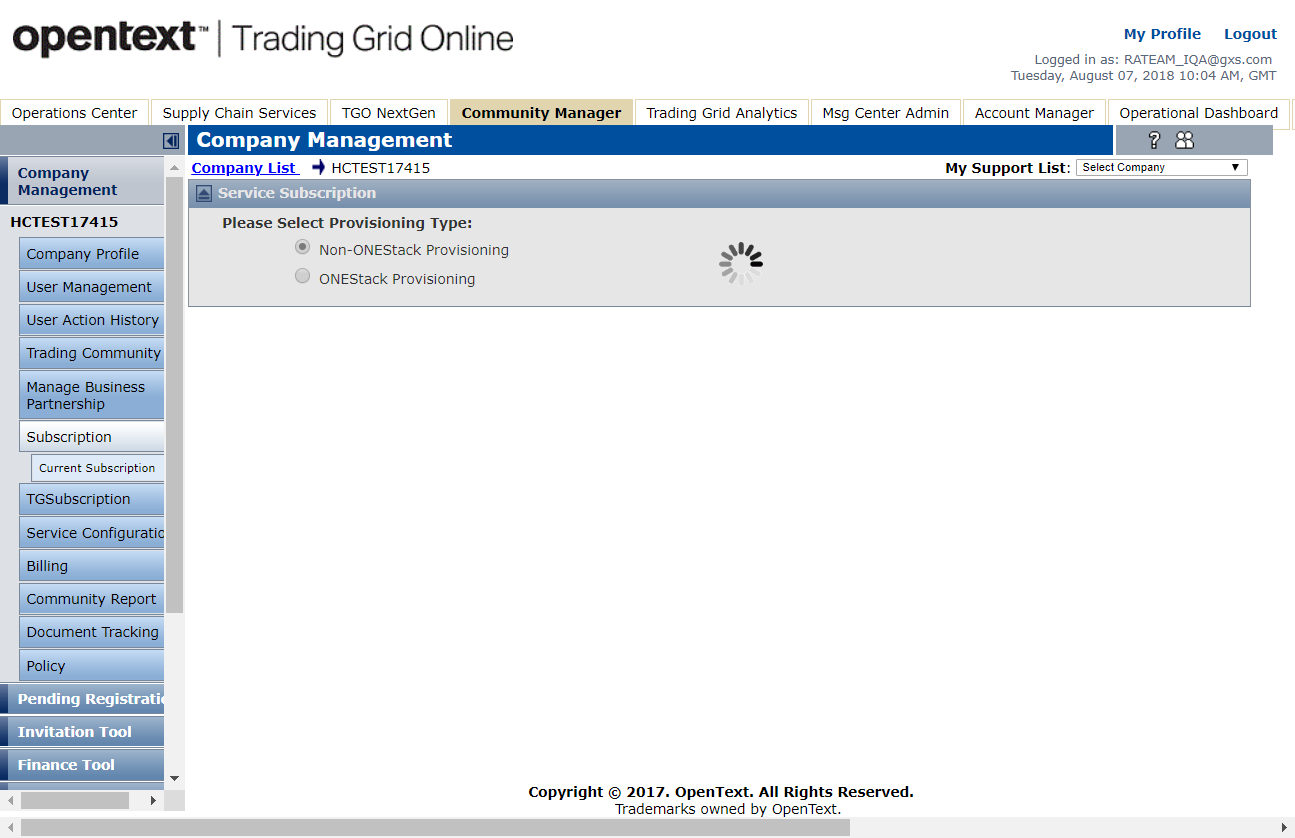 opentext™ | Trading Grid Online
My Profile Logout
Logged in as: RATEAM_IQA@gxs.com
Tuesday, August 07, 2018 10:04 AM, GMT
Operations Center Supply Chain Services TGO NextGen Community Manager Trading Grid Analytics Msg Center Admin Account Manager Operational Dashboard
Company Management
?
Company List HCTEST17415
My Support List: Select Company
Service Subscription
Please Select Provisioning Type:
Non-ONEStack Provisioning
ONEStack Provisioning
Company
Management
HCTEST17415
Company Profile
User Management
User Action History
Trading Community
Manage Business
Partnership
Subscription
Current Subscription
TGSubscription
Service Configuratio
Billing
Community Report
Document Tracking
Policy
Pending Registratio
Invitation Tool
Finance Tool
Copyright © 2017. OpenText. All Rights Reserved.
Trademarks owned by OpenText.